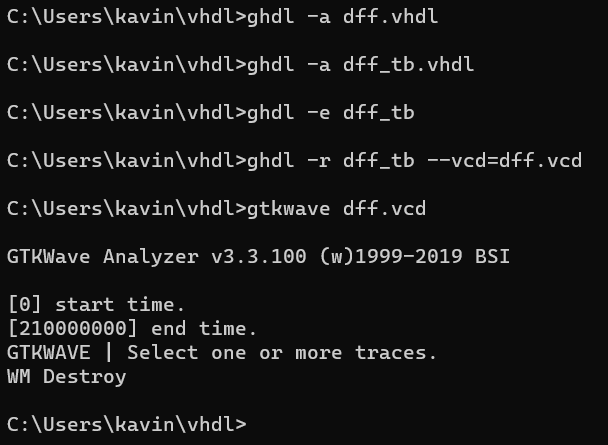 C:\Users\kavin\vhdl>ghdl -a dff.vhdl
C:\Users\kavin\vhdl>ghdl -a dff_tb.vhdl
C:\Users\kavin\vhdl>ghdl -e dff_tb
C:\Users\kavin\vhdl>ghdl -r dff_tb --vcd=dff.vcd
C:\Users\kavin\vhdl>gtkwave dff.vcd
GTKWave Analyzer v3.3.100 (w)1999-2019 BSI
[0] start time.
[210000000] end time.
GTKWAVE | Select one or more traces.
WM Destroy
C:\Users\kavin\vhdl>